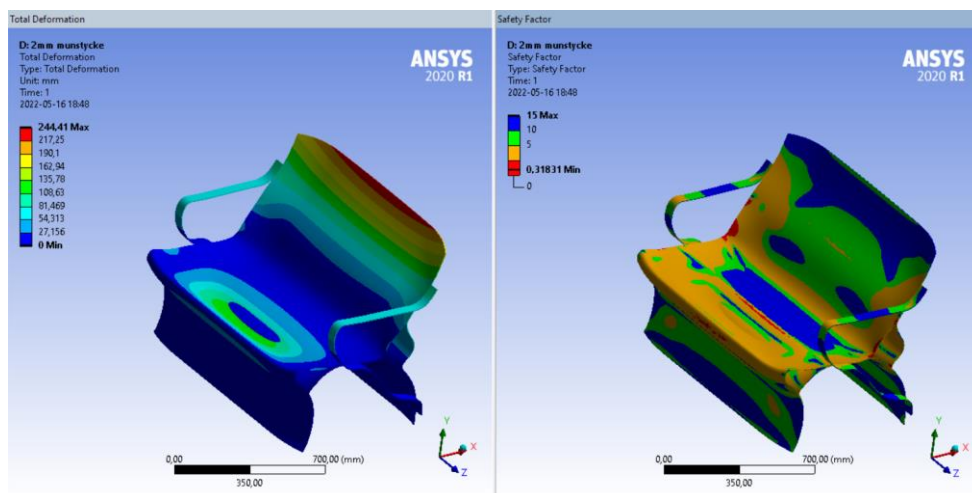 Total Deformation
D: 2mm munstycke
Total Deformation
Type: Total Deformation
Unit: mm
Time: 1
2022-05-16 18:48
244,41 Max
217,25
190,1
162,94
135,78
108,63
81,469
54,313
27,156
0 Min
ANSYS
2020 R1
0,00
700,00 (mm)
350,00
Y
X
Z
Safety Factor
D: 2mm munstycke
Safety Factor
Type: Safety Factor
Time: 1
2022-05-16 18:48
15 Max
10
5
0,31831 Min
0
ANSYS
2020 R1
0,00
700,00 (mm)
350,00
Y
X
Z